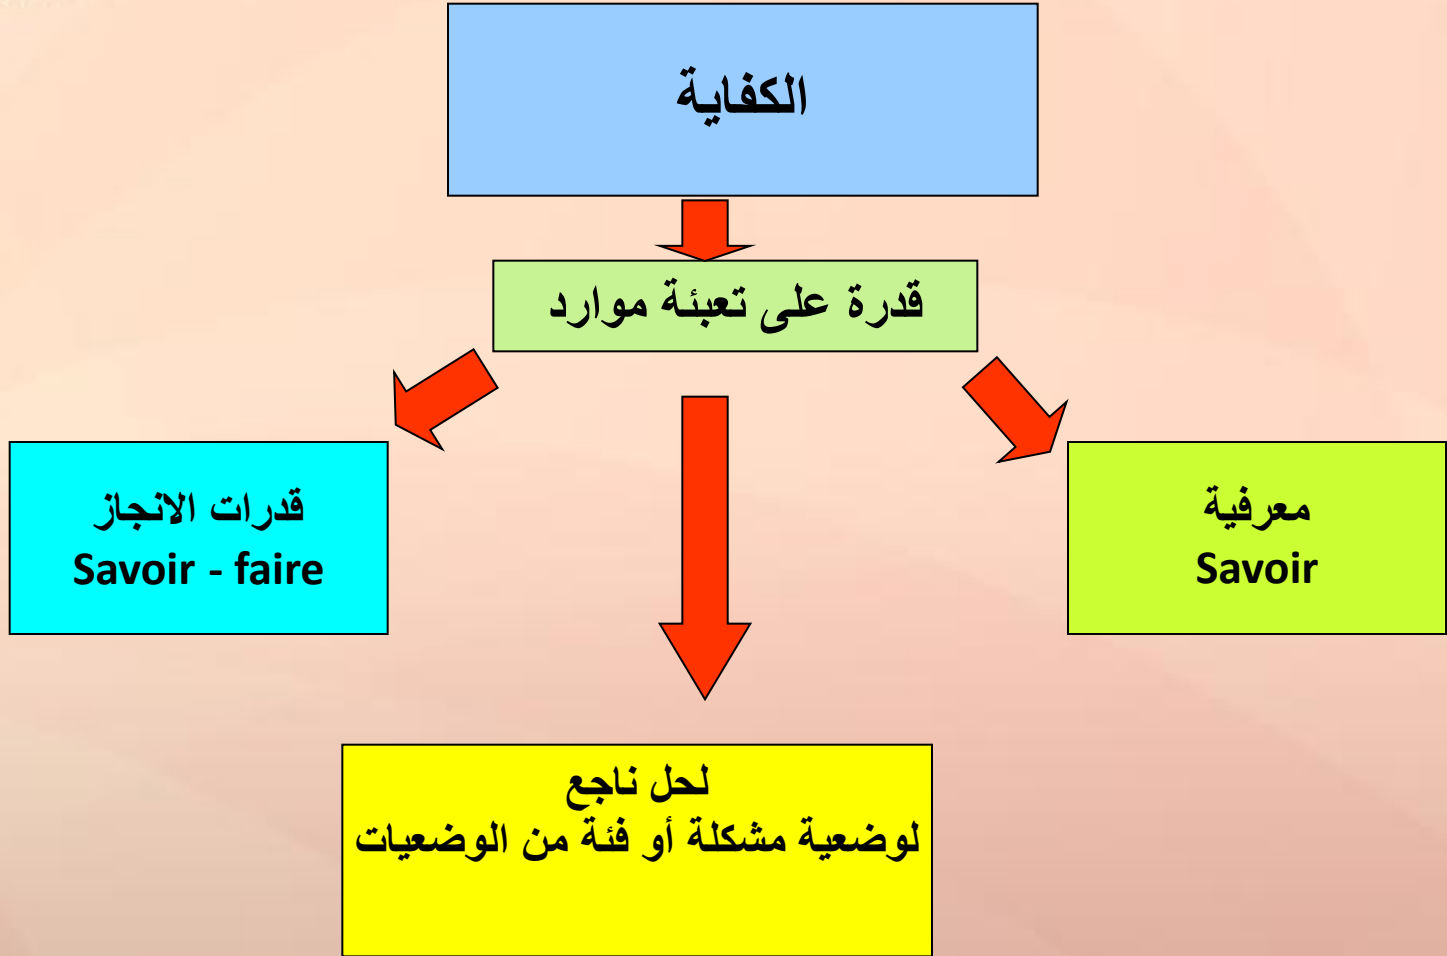 الكفاية
قدرة على تعبئة موارد
معرفية
Savoir
قدرات الانجاز
Savoir - faire
لحل ناجع
لوضعية مشكلة أو فئة من الوضعيات